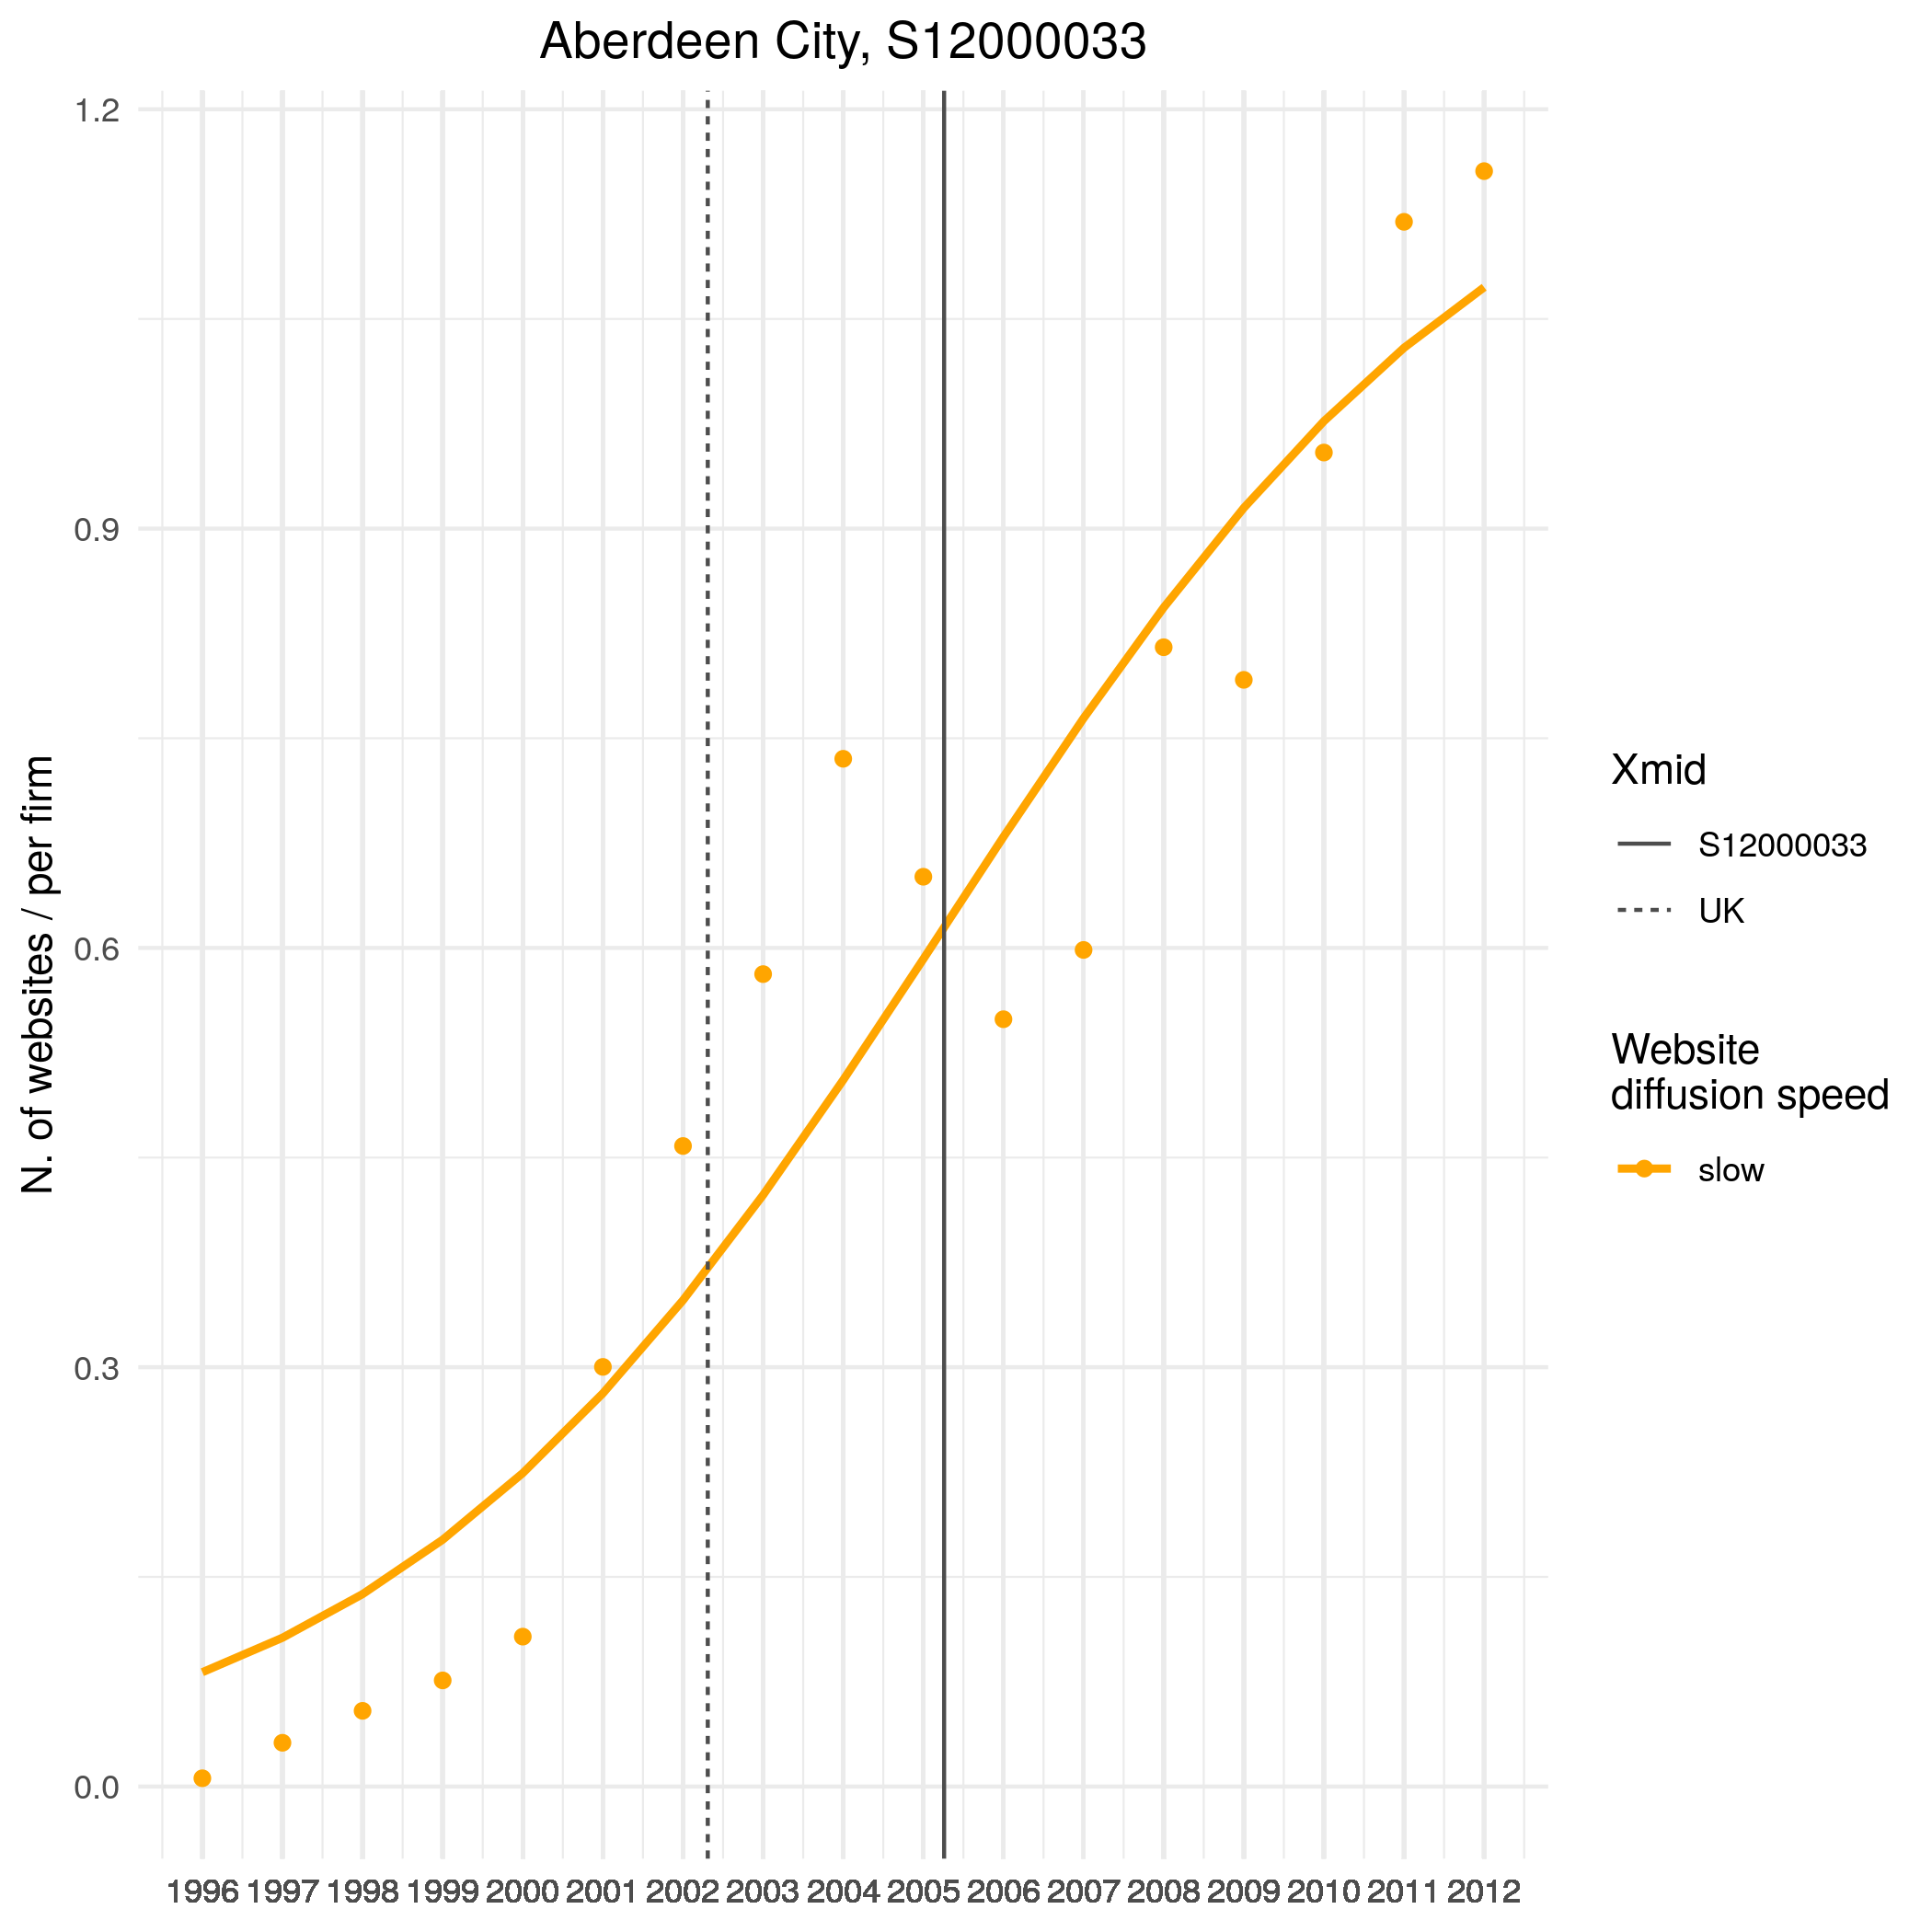 Aberdeen City, S12000033
N. of websites / per firm
1.2
0.9
0.6
0.3
0.0
1996 1997 1998 1999 2000 2001 2002 2003 2004 2005 2006 2007 2008 2009 2010 2011 2012
Xmid
S12000033
UK
Website
diffusion speed
slow